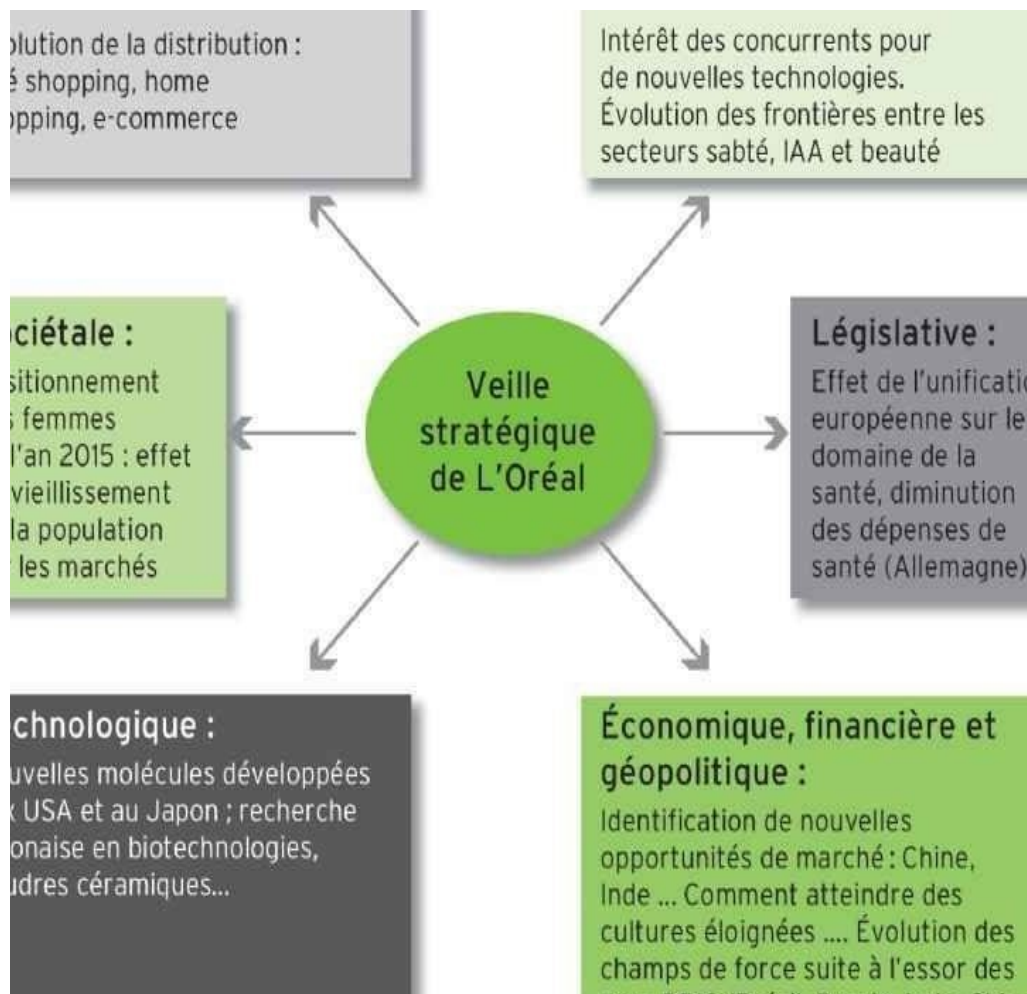 de la distribution :
shopping, home
e-commerce
Intérêt des concurrents pour
de nouvelles technologies.
Évolution des frontières entre les
secteurs sabté, IAA et beauté
femmes
l'an 2015 : effet
vieillissement
la population
les marchés
Veille
stratégique
de L'Oréal
Législative :
Effet de l'unificatio
européenne sur le
domaine de la
santé, diminution
des dépenses de
santé (Allemagne)
chnologique :
uvelles molécules développées
USA et au Japon ; recherche
onaise en biotechnologies,
udres céramiques...
Économique, financière et
géopolitique :
Identification de nouvelles
opportunités de marché : Chine,
Inde ... Comment atteindre des
cultures éloignées .... Évolution des
champs de force suite à l'essor des